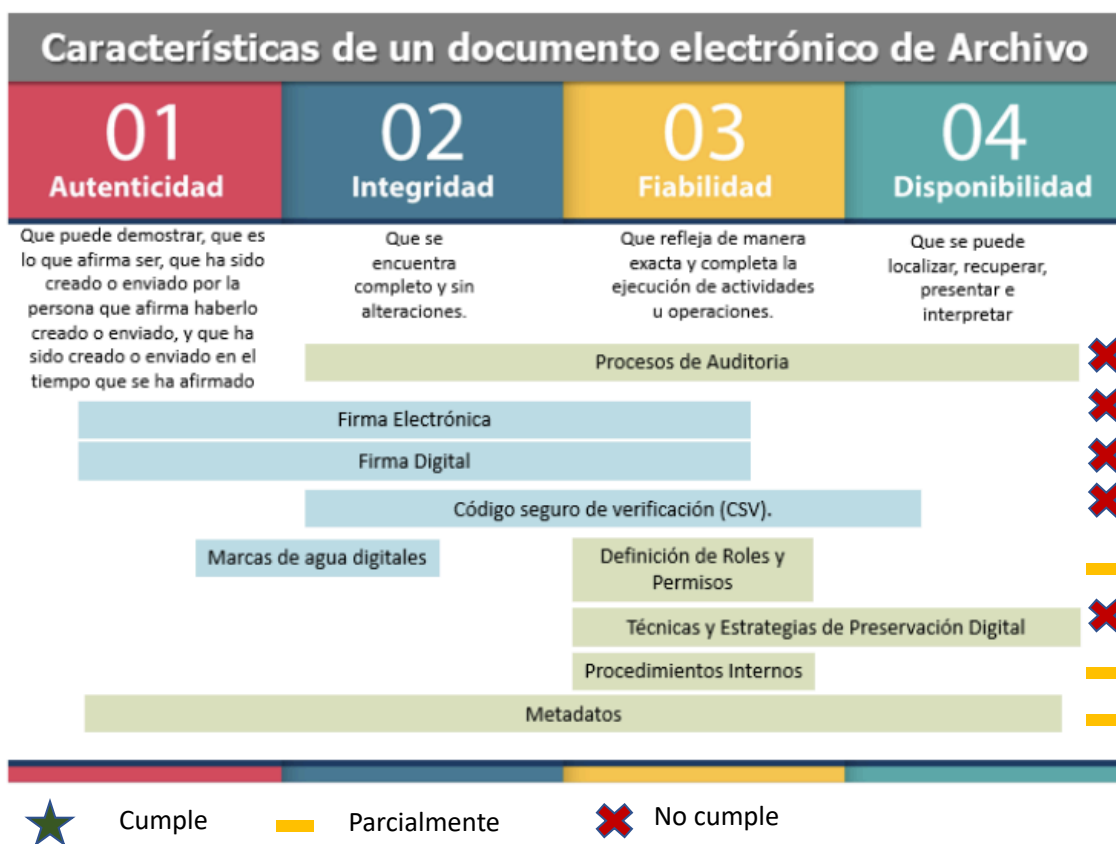 Características de un documento electrónico de Archivo
01
Autenticidad
02
Integridad
03
Fiabilidad
04
Disponibilidad
Que puede demostrar, que es
lo que afirma ser, que ha sido
creado o enviado por la
persona que afirma haberlo
creado o enviado, y que ha
sido creado o enviado en el
tiempo que se ha afirmado
Que se
encuentra
completo y sin
alteraciones.
Que refleja de manera
exacta y completa la
ejecución de actividades
u operaciones.
Que se puede
localizar, recuperar,
presentar e
interpretar
Procesos de Auditoria
Firma Electrónica
Firma Digital
Código seguro de verificación (CSV).
Marcas de agua digitales
Definición de Roles y
Permisos
Técnicas y Estrategias de Preservación Digital
Procedimientos Internos
Metadatos
Cumple
Parcialmente
No cumple